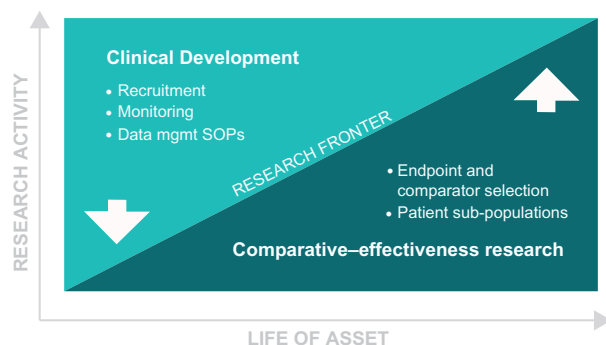 RESEARCH ACTIVITY
Clinical Development
• Recruitment
• Monitoring
• Data mgmt SOPs
RESEARCH FRONTER
• Endpoint and
comparator selection
• Patient sub-populations
Comparative–effectiveness research
LIFE OF ASSET